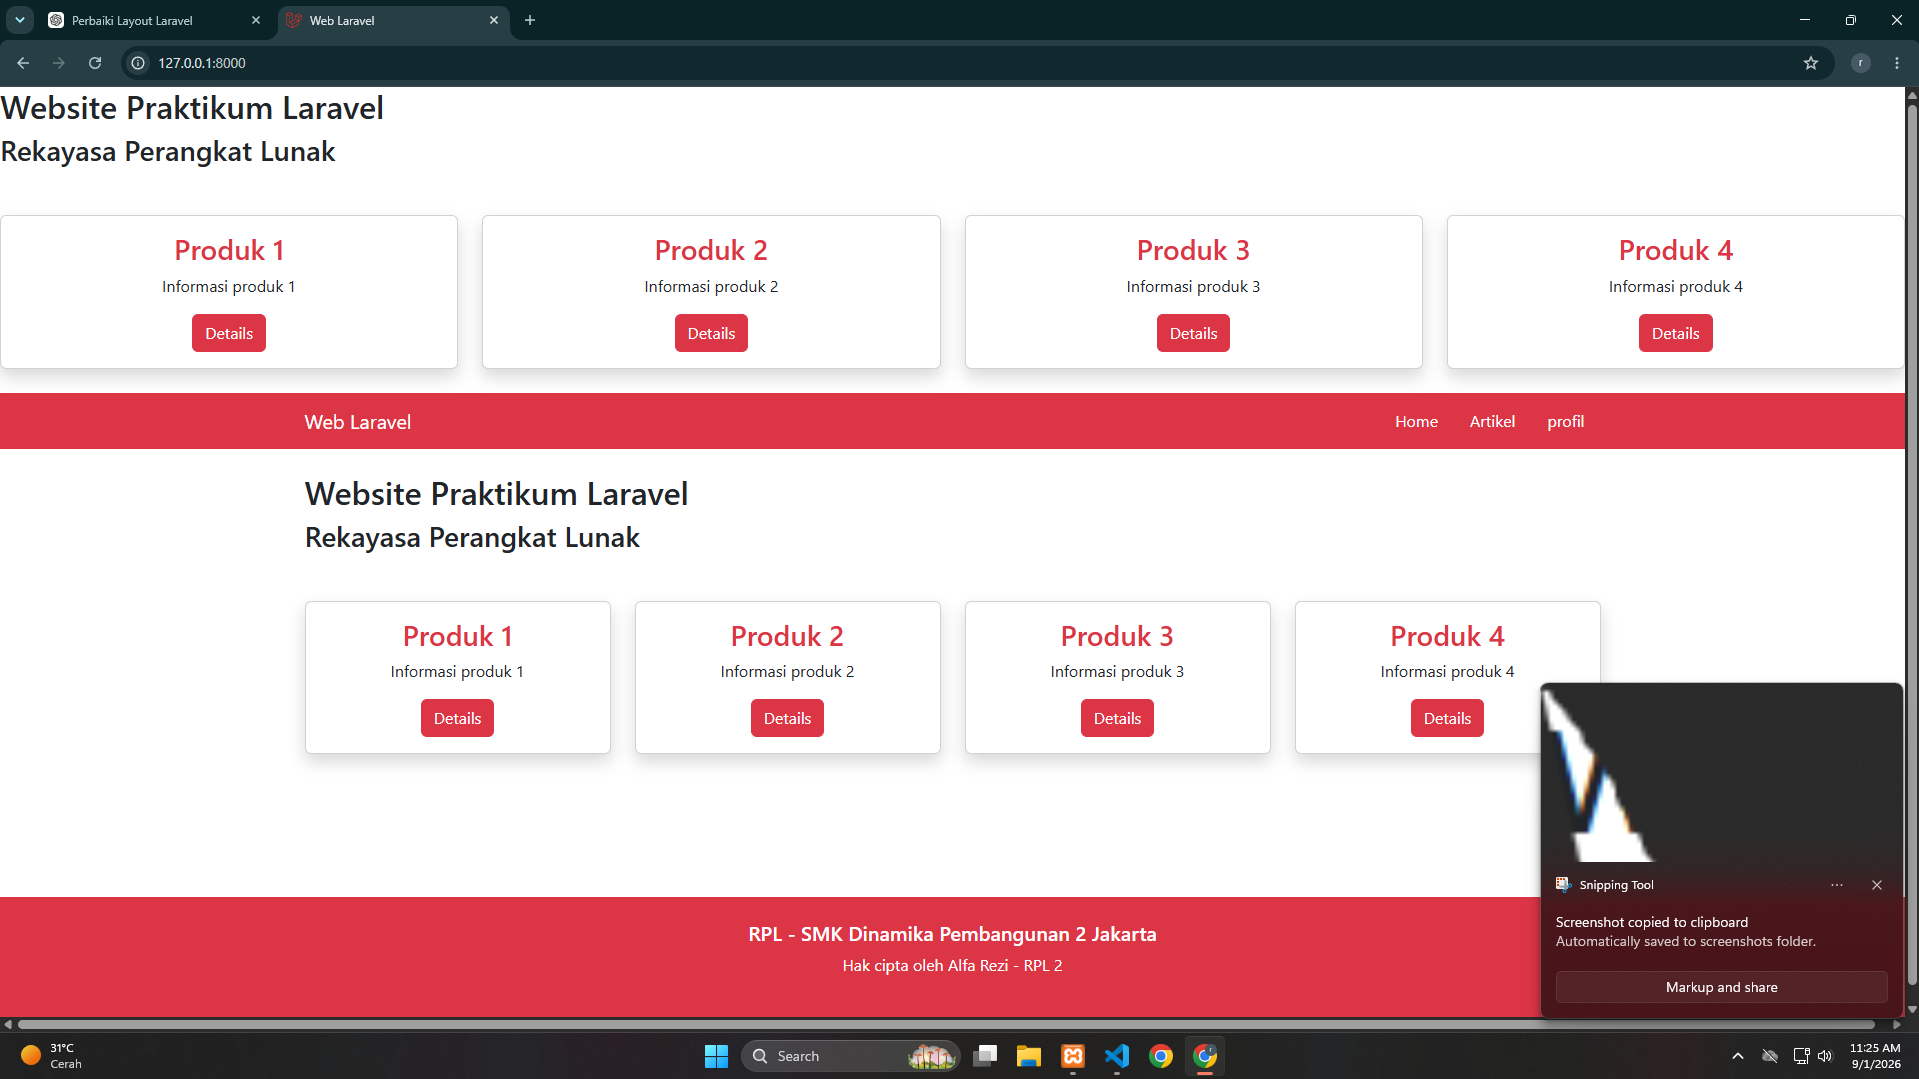 Perbaiki Layout Laravel
Web Laravel
127.0.0.1:8000
r
Website Praktikum Laravel
Rekayasa Perangkat Lunak
Produk 1
Informasi produk 1
Details
Produk 2
Informasi produk 2
Details
Produk 3
Informasi produk 3
Details
Produk 4
Informasi produk 4
Details
Web Laravel
Home Artikel profil
Website Praktikum Laravel
Rekayasa Perangkat Lunak
Produk 1
Informasi produk 1
Details
Produk 2
Informasi produk 2
Details
Produk 3
Informasi produk 3
Details
Produk 4
Informasi produk 4
Details
RPL - SMK Dinamika Pembangunan 2 Jakarta
Hak cipta oleh Alfa Rezi - RPL 2
Snipping Tool
Screenshot copied to clipboard
Automatically saved to screenshots folder.
Markup and share
31°C
Cerah
Search
11:25 AM
9/1/2026